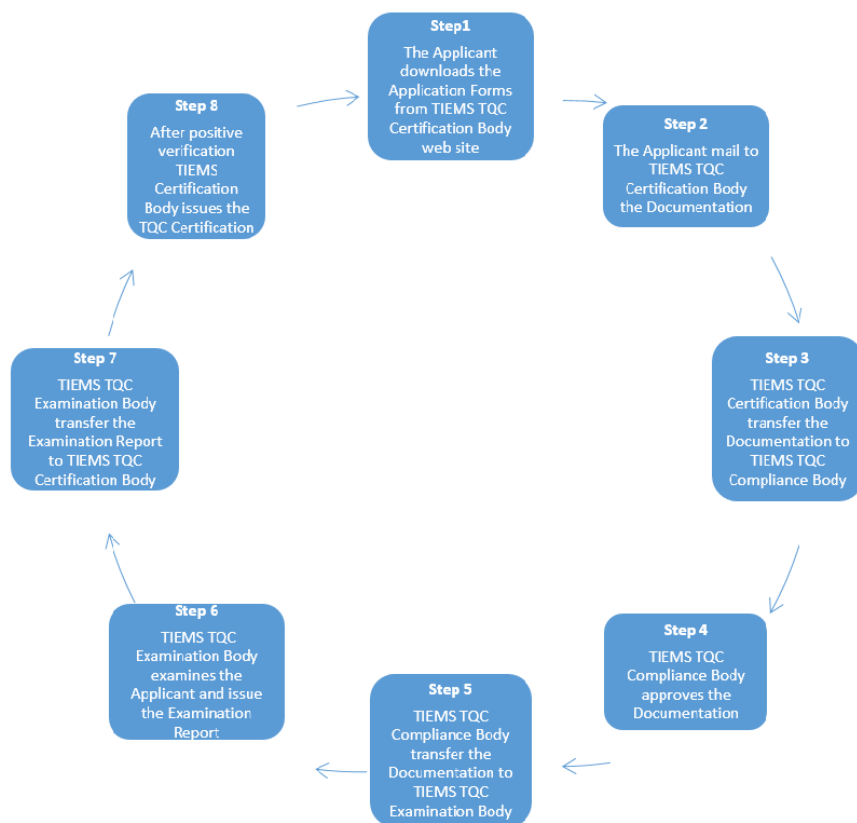 Step1
The Applicant
downloads the
Application Forms
from TIEMS TQC
Certification Body
web site
Step 2
The Applicant mail to
TIEMS TQC
Certification Body
the Documentation
Step 3
TIEMS TQC
Certification Body
transfer the
Documentation to
TIEMS TQC
Compliance Body
Step 4
TIEMS TQC
Compliance Body
approves the
Documentation
Step 5
TIEMS TQC
Compliance Body
transfer the
Documentation to
TIEMS TQC
Examination Body
Step 6
TIEMS TQC
Examination Body
examines the
Applicant and issue
the Examination
Report
Step 7
TIEMS TQC
Examination Body
transfer the
Examination Report
to TIEMS TQC
Certification Body
Step 8
After positive
verification
TIEMS
Certification
Body issues the
TQC Certification